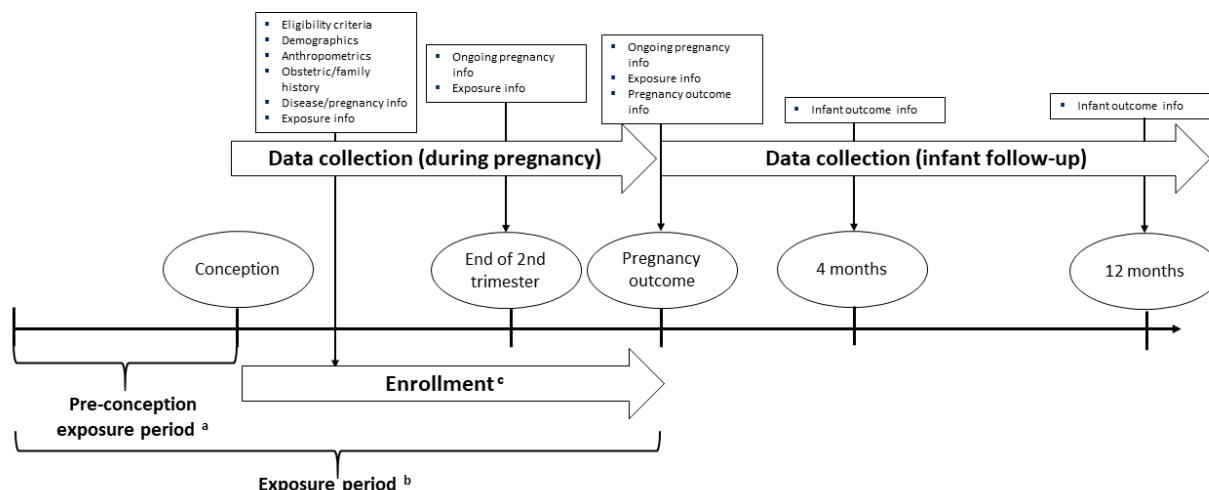 Eligibility criteria
Demographics
Anthropometrics
Obstetric/family
history
Disease/pregnancy info
Exposure info
Ongoing pregnancy
info
Exposure info
Ongoing pregnancy
info
Exposure info
Pregnancy outcome
info
Infant outcome info
Infant outcome info
Data collection (during pregnancy)
Data collection (infant follow-up)
Conception
End of 2nd
trimester
Pregnancy
outcome
4 months
12 months
Enrollment c
Pre-conception
exposure period a
Exposure period b